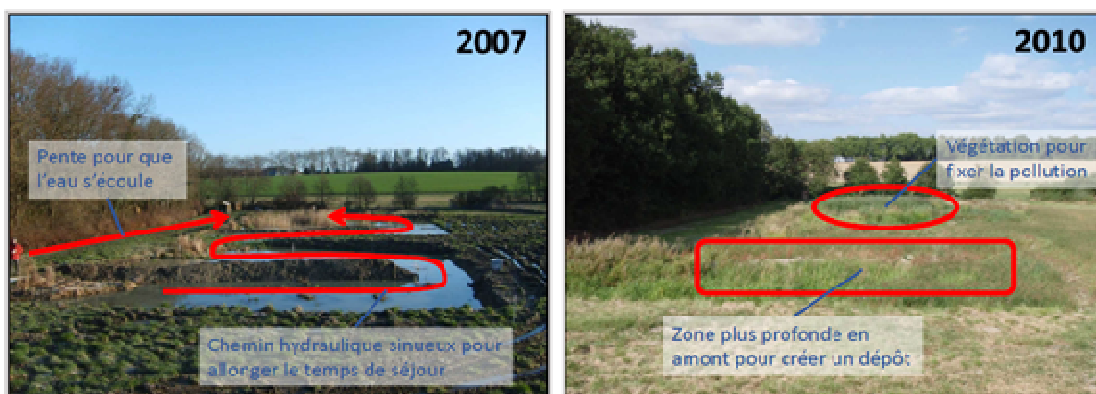 2007
Pente pour que
l'eau s'écoule
Chemin hydraulique sinueux pour
allonger le temps de séjour
2010
Végétation pour
fixer la pollution
Zone plus profonde en
amont pour créer un dépôt